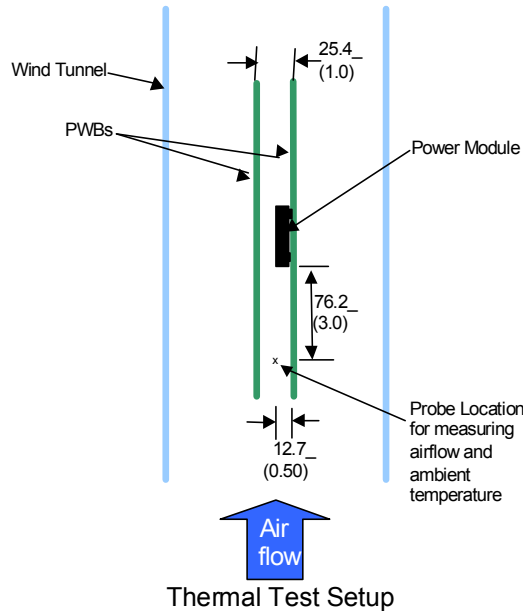 25.4_
(1.0)
Wind Tunnel
PWBs
Power Module
76.2_
(3.0)
x
Probe Location
for measuring
airflow and
ambient
temperature
12.7_
(0.50)
Air
flow
Thermal Test Setup